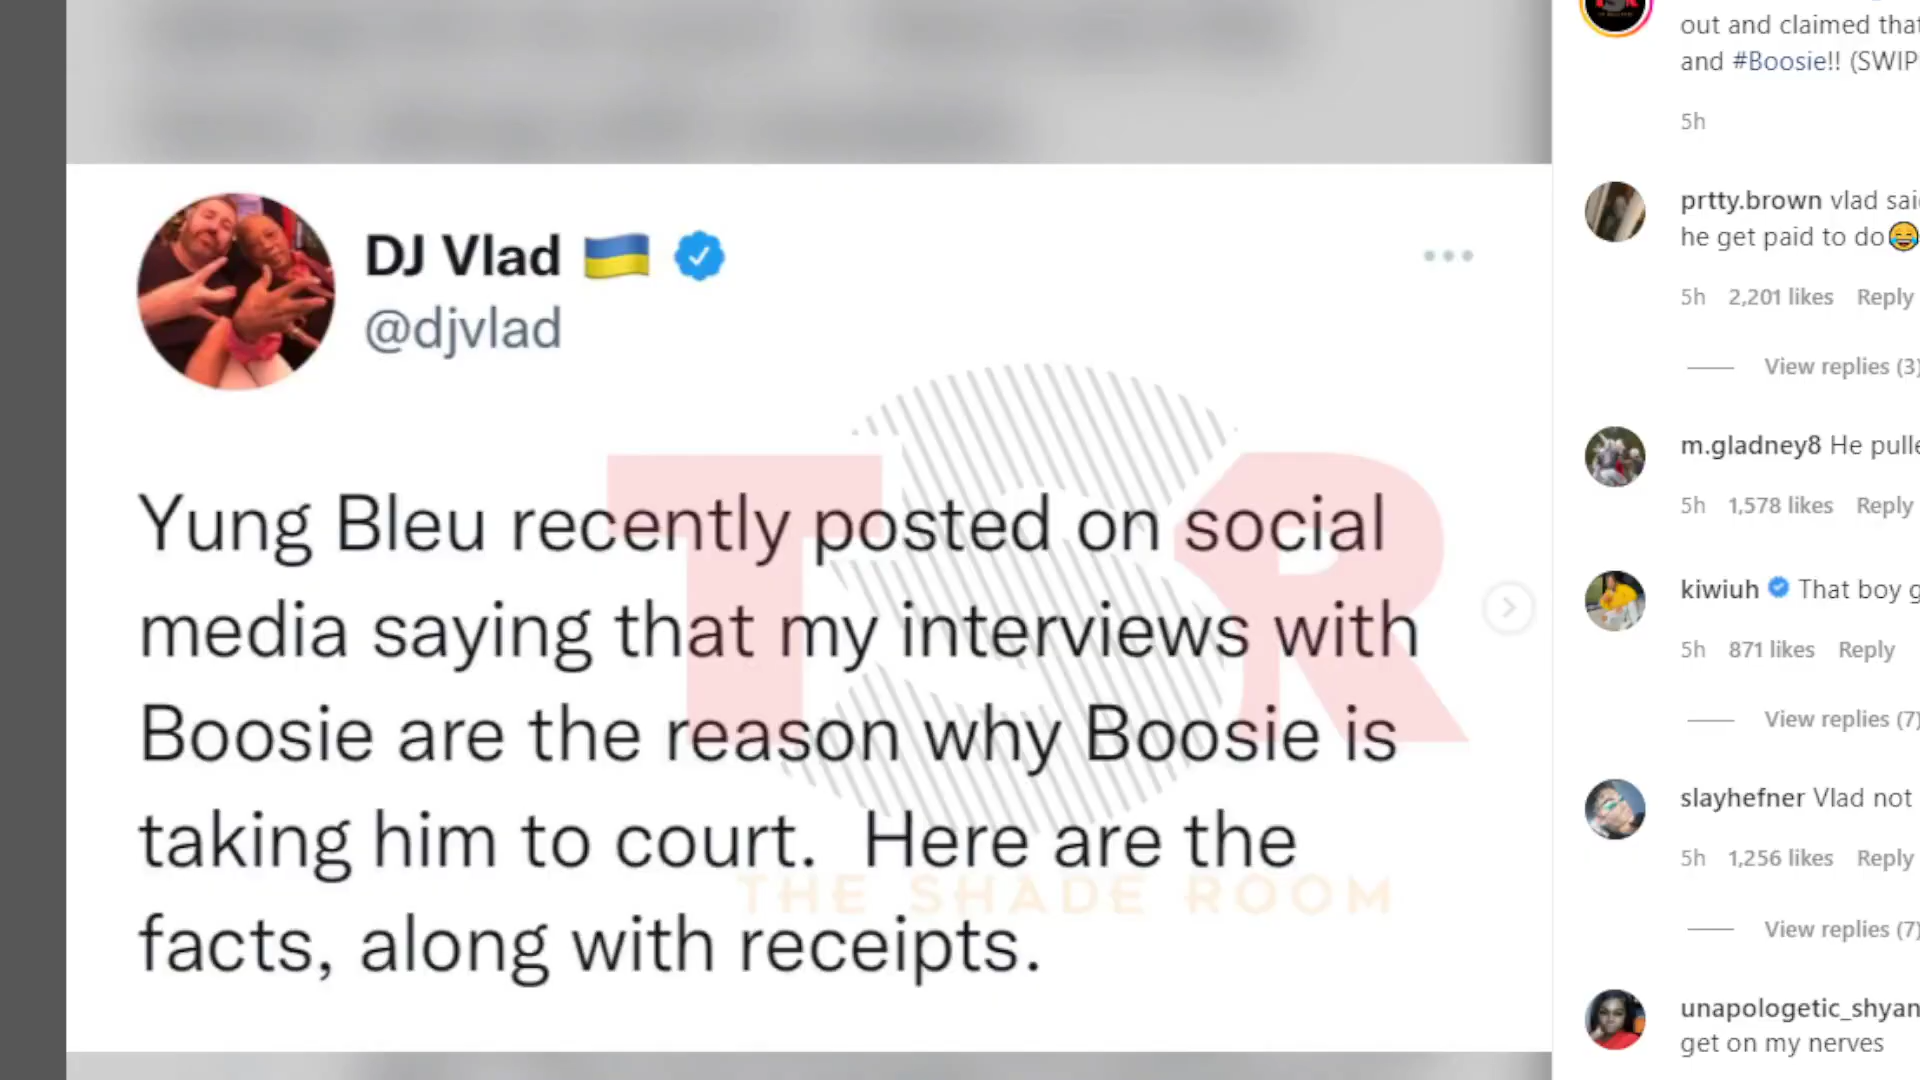 DJ Vlad
@djvlad
Yung Bleu recently posted on social
media saying that my interviews with
Boosie are the reason why Boosie is
taking him to court. Here are the
facts, along with receipts.
TSR
THE SHADE ROOM
out and claimed that
and #Boosie!! (SWIP
5h
prtty.brown vlad sai
he get paid to do😂
5h 2,201 likes Reply
View replies (3)
m.gladney8 He pulle
5h 1,578 likes Reply
kiwiuh That boy g
5h 871 likes Reply
View replies (7)
slayhefner Vlad not
5h 1,256 likes Reply
View replies (7)
unapologetic_shyan
get on my nerves